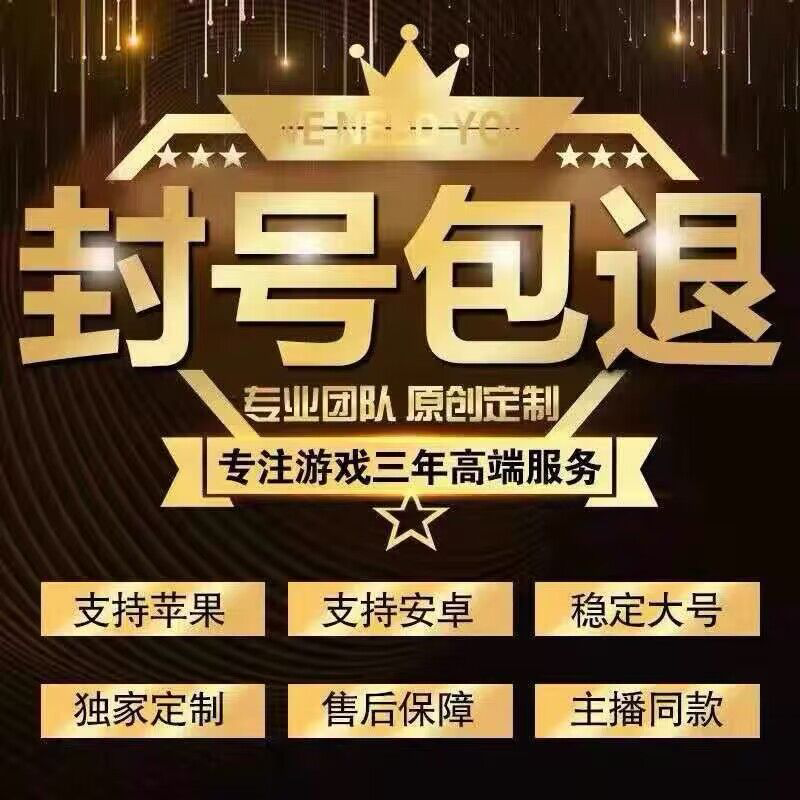 封号包退
专业团队 原创定制
专注游戏三年高端服务
支持苹果 支持安卓 稳定大号
独家定制 售后保障 主播同款